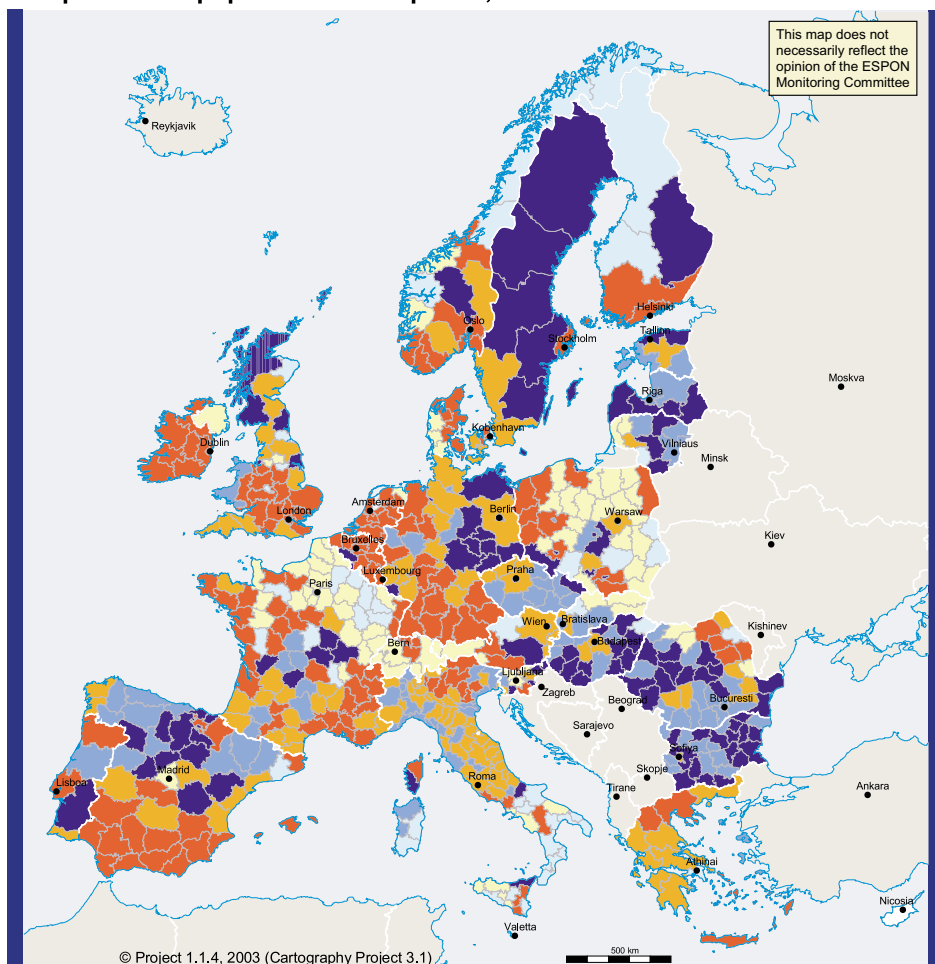 This map does not
necessarily reflect the
opinion of the ESPON
Monitoring Committee
Reykjavik
Oslo
Helsinki
Stockholm
Tallinn
Riga
Moskva
København
Vilniaus
Minsk
Dublin
London
Amsterdam
Berlin
Warsaw
Bruxelles
Kiev
Luxembourg
Praha
Paris
Wien
Bratislava
Kishinev
Bern
Budapest
Ljubljana
Zagreb
Beograd
Bucuresti
Sarajevo
Sofiya
Skopje
Madrid
Roma
Tirane
Lisboa
Ankara
Athinai
Nicosia
Valetta
500 km
© Project 1.1.4, 2003 (Cartography Project 3.1)